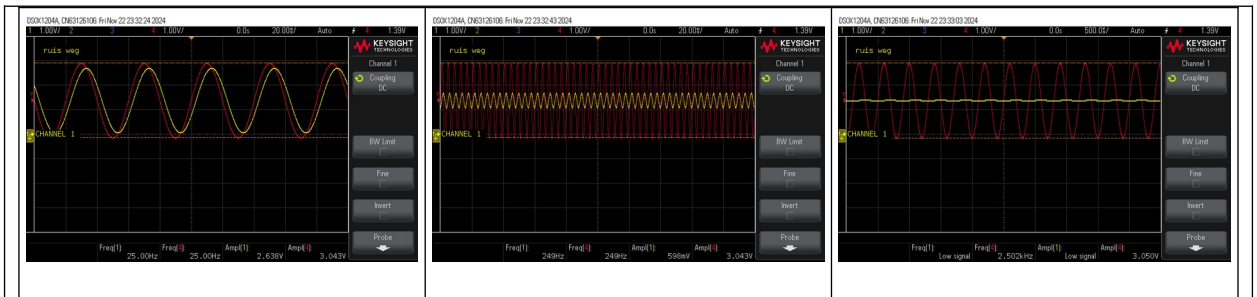 DSOX1204A, CN63126106: Fri Nov 22 23:32:24 2024
1 1.00V/ 2 3 4 1.00V/ 0.0s 20.00%/ Auto 4 1.39V
ruis weg
KEYSIGHT
TECHNOLOGIES
Channel 1
Coupling
DC
CHANNEL 1
BW Limit
Fine
Invert
Probe
Freq(1): Freq(4): Ampl(1): Ampl(4):
25.00Hz 25.00Hz 2.638V 3.043V
DSOX1204A, CN63126106: Fri Nov 22 23:32:43 2024
1 1.00V/ 2 3 4 1.00V/ 0.0s 20.00%/ Auto 4 1.39V
ruis weg
KEYSIGHT
TECHNOLOGIES
Channel 1
Coupling
DC
CHANNEL 1
BW Limit
Fine
Invert
Probe
Freq(1): Freq(4): Ampl(1): Ampl(4):
249Hz 249Hz 598mV 3.043V
DSOX1204A, CN63126106: Fri Nov 22 23:33:03 2024
1 1.00V/ 2 3 4 1.00V/ 0.0s 500.0%/ Auto 4 1.39V
ruis weg
KEYSIGHT
TECHNOLOGIES
Channel 1
Coupling
DC
CHANNEL 1
BW Limit
Fine
Invert
Probe
Freq(1): Freq(4): Ampl(1): Ampl(4):
Low signal 2.502kHz Low signal 3.050V